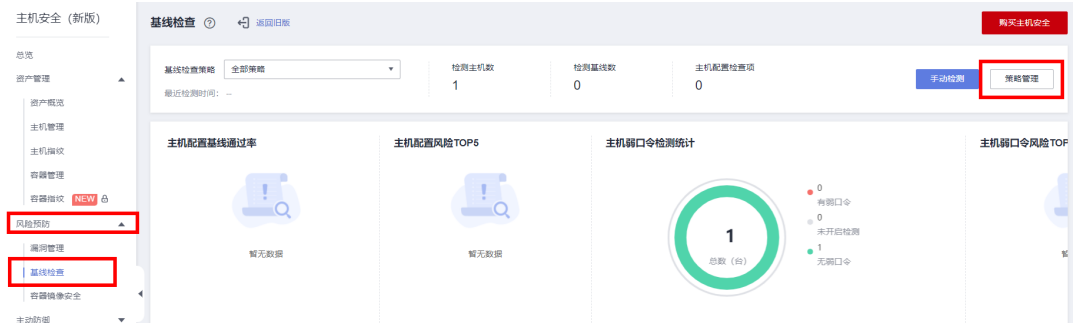 主机安全（新版）
总览
资产管理
资产概览
主机管理
主机指纹
容器管理
容器指纹 NEW
风险预防
漏洞管理
基线检查
容器镜像安全
主动防御
基线检查 返回旧版
购买主机安全
基线检查策略 全部策略
最近检测时间： --
检测主机数
1
检测基线数
0
主机配置检查项
0
手动检测
策略管理
主机配置基线通过率
暂无数据
主机配置风险TOP5
暂无数据
主机弱口令检测统计
1
总数（台）
0
有弱口令
0
未开启检测
1
无弱口令
主机弱口令风险TOP